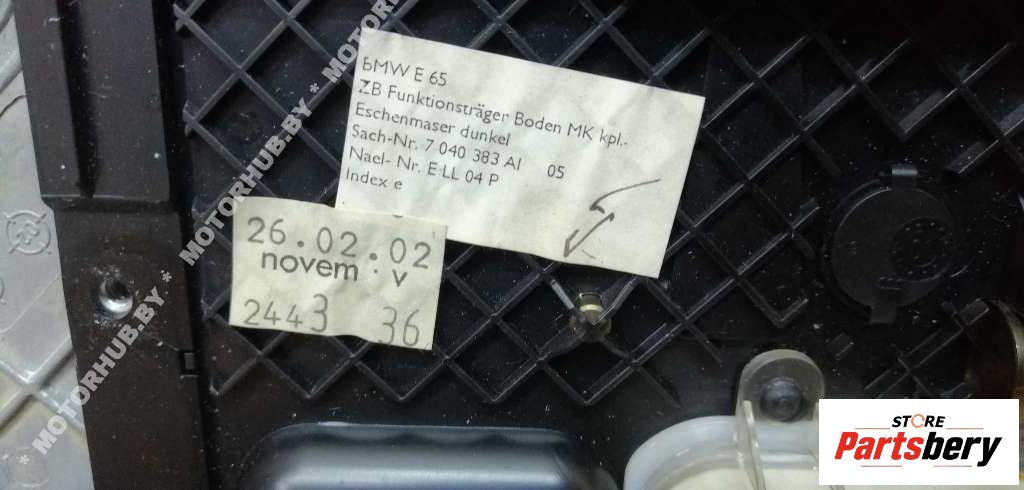 BMW E 65
ZB Funktionsträger Boden MK kpl..
Eschenmaser dunkel
Sach-Nr. 7 040 383 AI 05
Nael- Nr. E LL 04 P
Index e
26.02.02
novem V
2443 36
MOTORHUB.BY * MOTORHUB.BY * MOTORHUB.BY
STORE
Partsbery